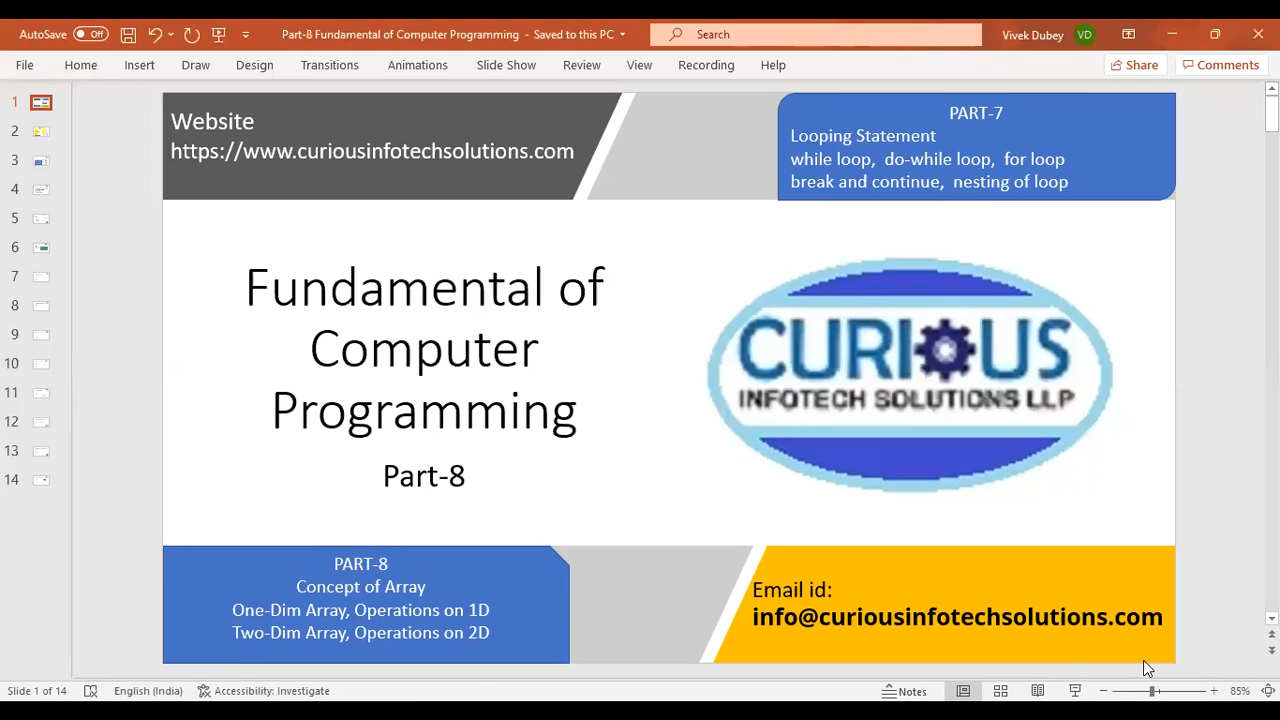 AutoSave Off
Part-8 Fundamental of Computer Programming - Saved to this PC
Search
Vivek Dubey VD
File Home Insert Draw Design Transitions Animations Slide Show Review View Recording Help Share Comments
1
2
3
4
5
6
7
8
9
10
11
12
13
14
Website
https://www.curiousinfotechsolutions.com
PART-7
Looping Statement
while loop, do-while loop, for loop
break and continue, nesting of loop
Fundamental of
Computer
Programming
Part-8
CURIOUS
INFOTECH SOLUTIONS LLP
PART-8
Concept of Array
One-Dim Array, Operations on 1D
Two-Dim Array, Operations on 2D
Email id:
info@curiousinfotechsolutions.com
Slide 1 of 14 English (India) Accessibility: Investigate Notes 85%